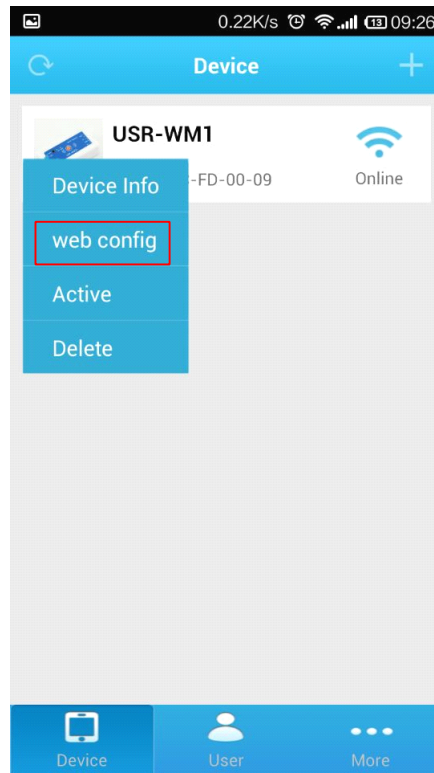 0.22K/s 13 09:26
Device
USR-WM1
-FD-00-09 Online
Device Info
web config
Active
Delete
Device User More